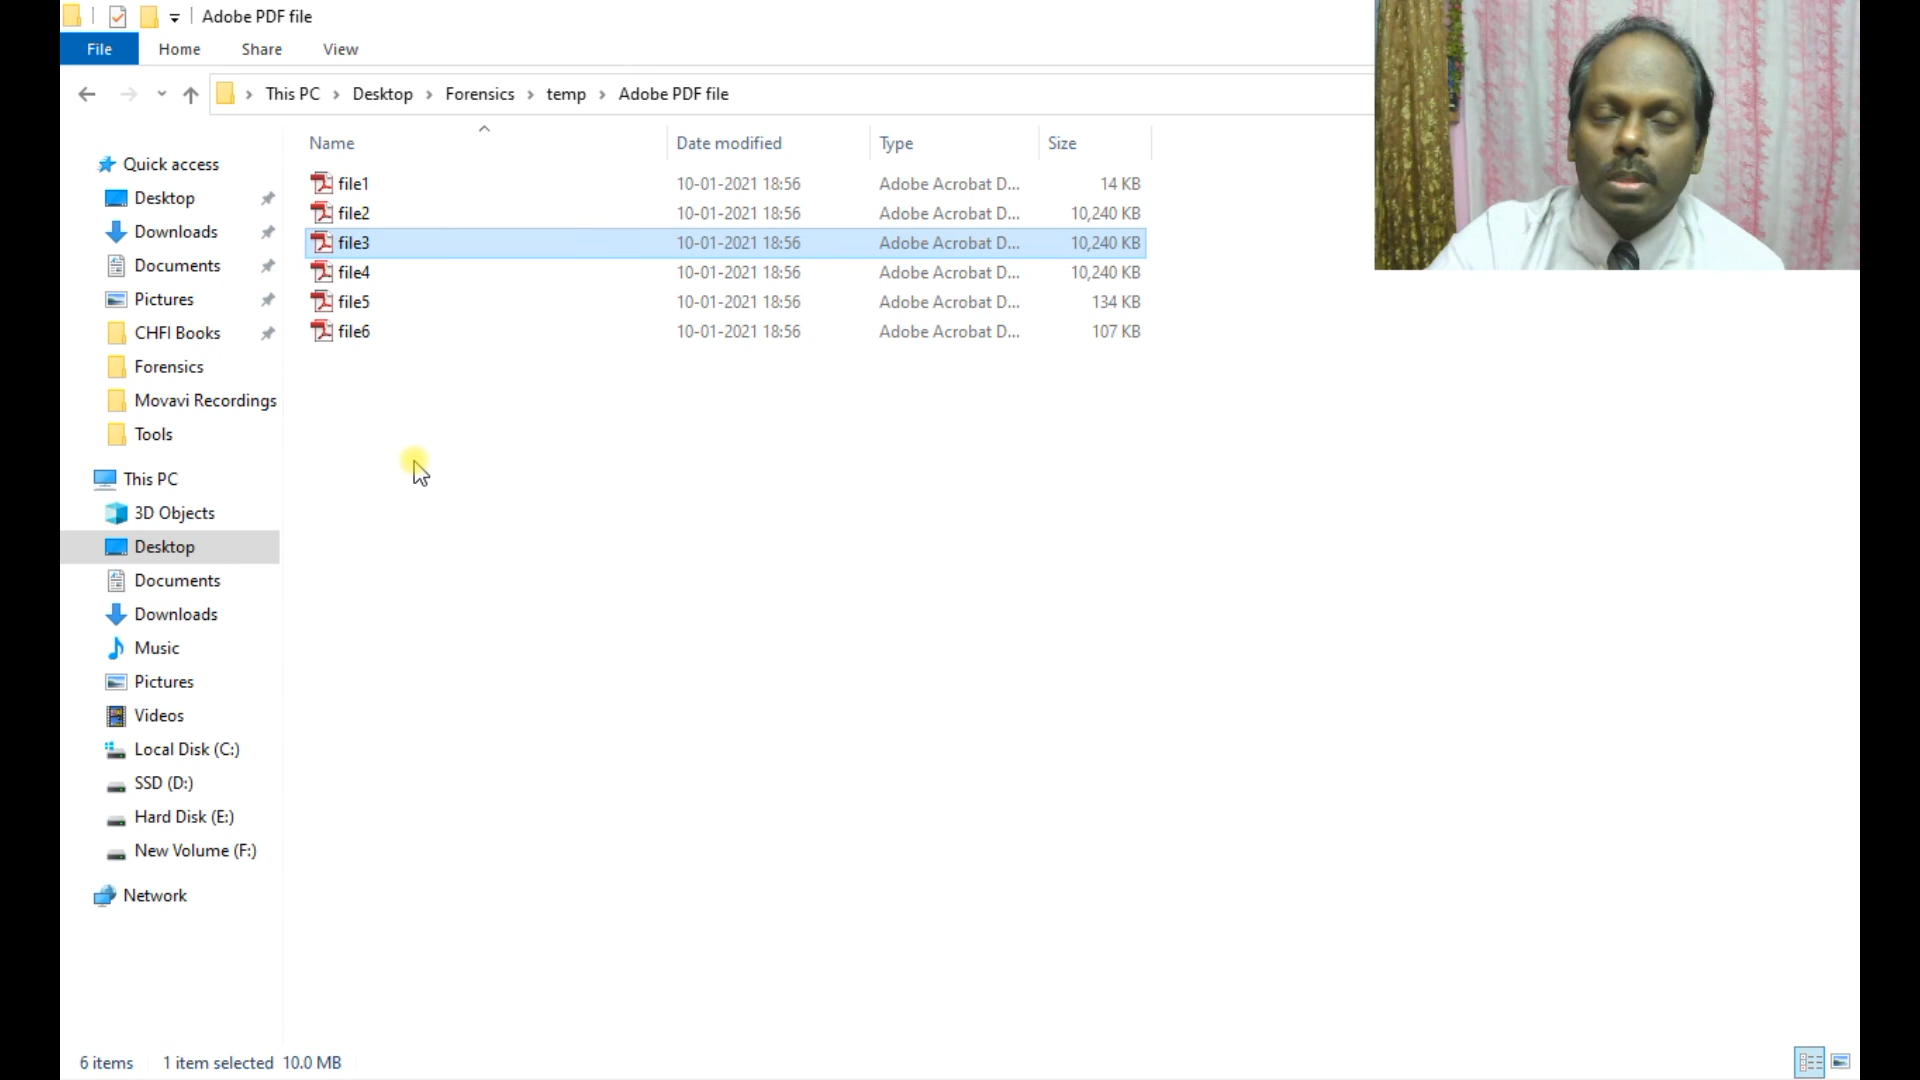 Adobe PDF file
File Home Share View
This PC Desktop Forensics temp Adobe PDF file
Name Date modified Type Size
Quick access
Desktop
Downloads
Documents
Pictures
CHFI Books
Forensics
Movavi Recordings
Tools
This PC
3D Objects
Desktop
Documents
Downloads
Music
Pictures
Videos
Local Disk (C:)
SSD (D:)
Hard Disk (E:)
New Volume (F:)
Network
file1 10-01-2021 18:56 Adobe Acrobat D... 14 KB
file2 10-01-2021 18:56 Adobe Acrobat D... 10,240 KB
file3 10-01-2021 18:56 Adobe Acrobat D... 10,240 KB
file4 10-01-2021 18:56 Adobe Acrobat D... 10,240 KB
file5 10-01-2021 18:56 Adobe Acrobat D... 134 KB
file6 10-01-2021 18:56 Adobe Acrobat D... 107 KB
6 items 1 item selected 10.0 MB